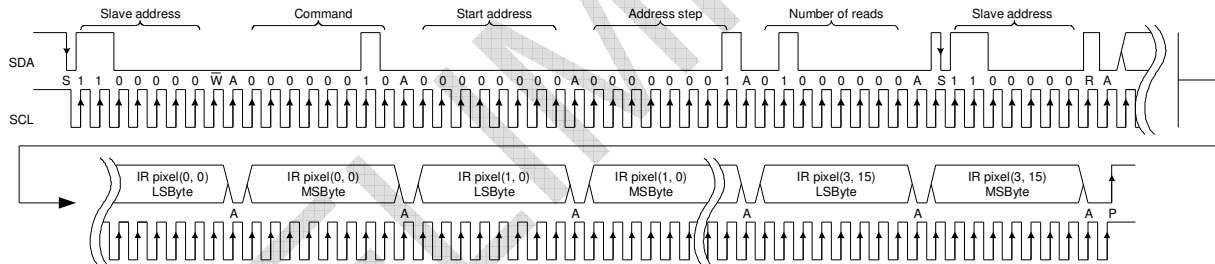 Slave address Command Start address Address step Number of reads Slave address
SDA
S 1 1 0 0 0 0 0 W̅ A 0 0 0 0 0 0 1 0 A 0 0 0 0 0 0 0 0 A 0 0 0 0 0 0 0 1 A 0 1 0 0 0 0 0 0 A S 1 1 0 0 0 0 0 R A
SCL
IR pixel(0, 0) IR pixel(0, 0) IR pixel(1, 0) IR pixel(1, 0) IR pixel(3, 15) IR pixel(3, 15)
LSByte MSByte LSByte MSByte LSByte MSByte
A A A A A A P